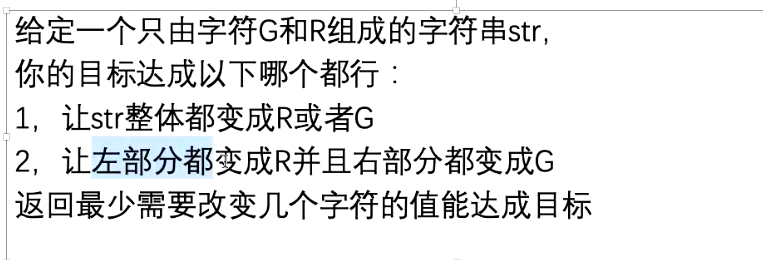 给定一个只由字符G和R组成的字符串str,
你的目标达成以下哪个都行：
1，让str整体都变成R或者G
2，让左部分都变成R并且右部分都变成G
返回最少需要改变几个字符的值能达成目标